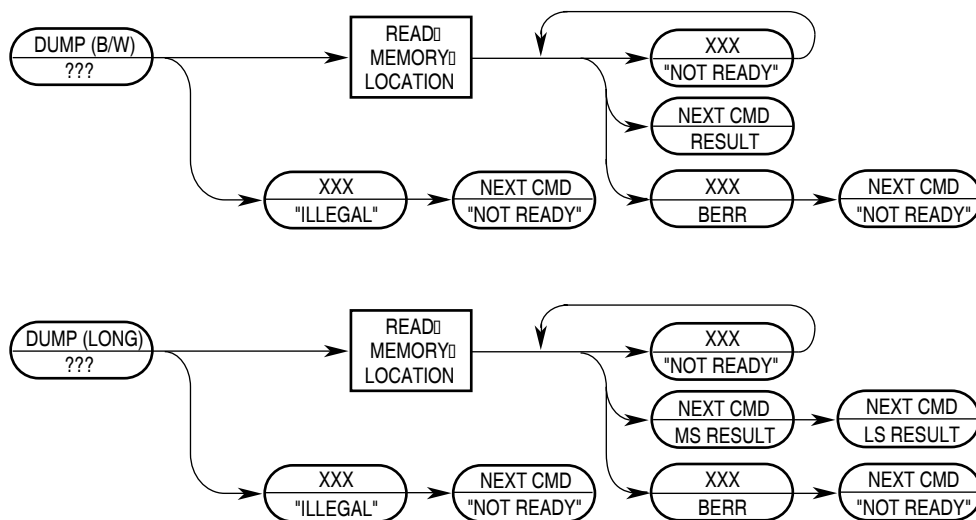 DUMP (B/W)
???
READ
MEMORY
LOCATION
XXX
"NOT READY"
NEXT CMD
RESULT
XXX
"ILLEGAL"
NEXT CMD
"NOT READY"
XXX
BERR
NEXT CMD
"NOT READY"
DUMP (LONG)
???
READ
MEMORY
LOCATION
XXX
"NOT READY"
NEXT CMD
MS RESULT
NEXT CMD
LS RESULT
XXX
"ILLEGAL"
NEXT CMD
"NOT READY"
XXX
BERR
NEXT CMD
"NOT READY"